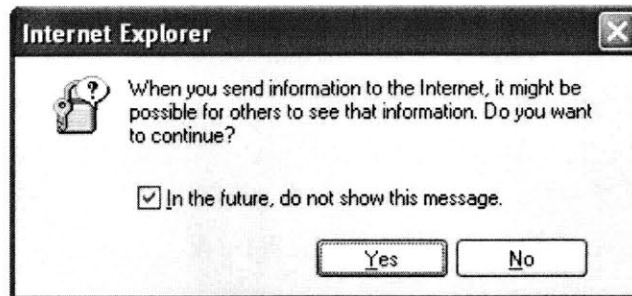 Internet Explorer
?
When you send information to the Internet, it might be
possible for others to see that information. Do you want
to continue?
In the future, do not show this message.
Yes
No